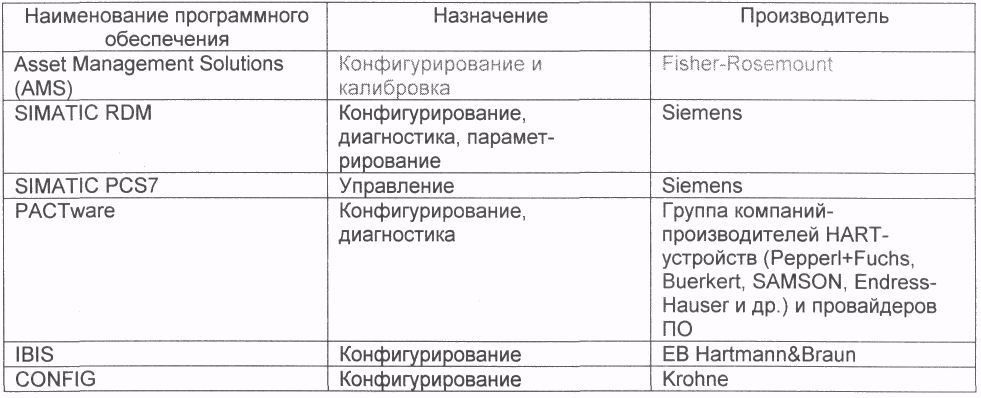 Наименование программного обеспечения | Назначение | Производитель
Asset Management Solutions (AMS) | Конфигурирование и калибровка | Fisher-Rosemount
SIMATIC RDM | Конфигурирование, диагностика, парамет-рирование | Siemens
SIMATIC PCS7 | Управление | Siemens
PACTware | Конфигурирование, диагностика | Группа компаний-производителей HART-устройств (Pepperl+Fuchs, Buerkert, SAMSON, Endress-Hauser и др.) и провайдеров ПО
IBIS | Конфигурирование | EB Hartmann&Braun
CONFIG | Конфигурирование | Krohne